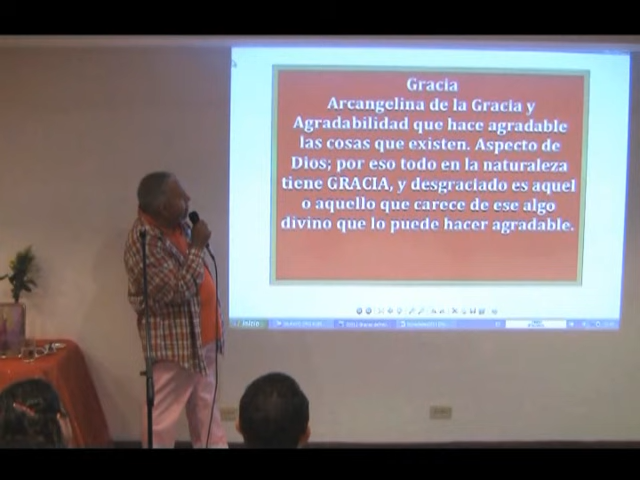 Gracia
Arcangelina de la Gracia y
Agradabilidad que hace agradable
las cosas que existen. Aspecto de
Dios; por eso todo en la naturaleza
tiene GRACIA, y desgraciado es aquel
o aquello que carece de ese algo
divino que lo puede hacer agradable.
Inicio